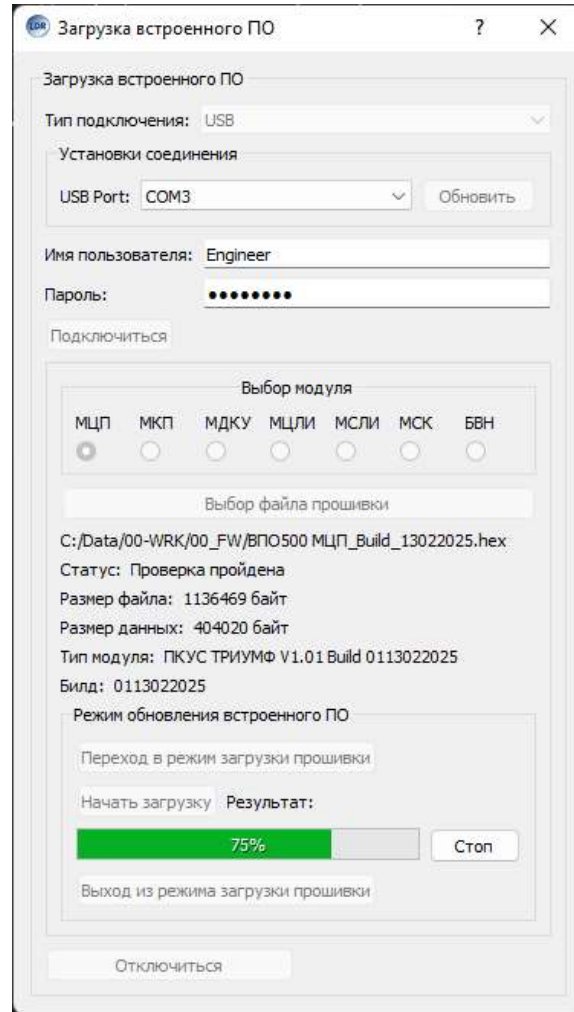 LDR Загрузка встроенного ПО ? ×
Загрузка встроенного ПО
Тип подключения: USB
Установки соединения
USB Port: COM3 Обновить
Имя пользователя: Engineer
Пароль: ●●●●●●●●
Подключиться
Выбор модуля
МЦП МКП МДКУ МЦЛИ МСЛИ МСК БВН
Выбор файла прошивки
C:/Data/00-WRK/00_FW/ВПО500 МЦП_Build_13022025.hex
Статус: Проверка пройдена
Размер файла: 1136469 байт
Размер данных: 404020 байт
Тип модуля: ПКУС ТРИУМФ V1.01 Build 0113022025
Билд: 0113022025
Режим обновления встроенного ПО
Переход в режим загрузки прошивки
Начать загрузку Результат:
75% Стоп
Выход из режима загрузки прошивки
Отключиться